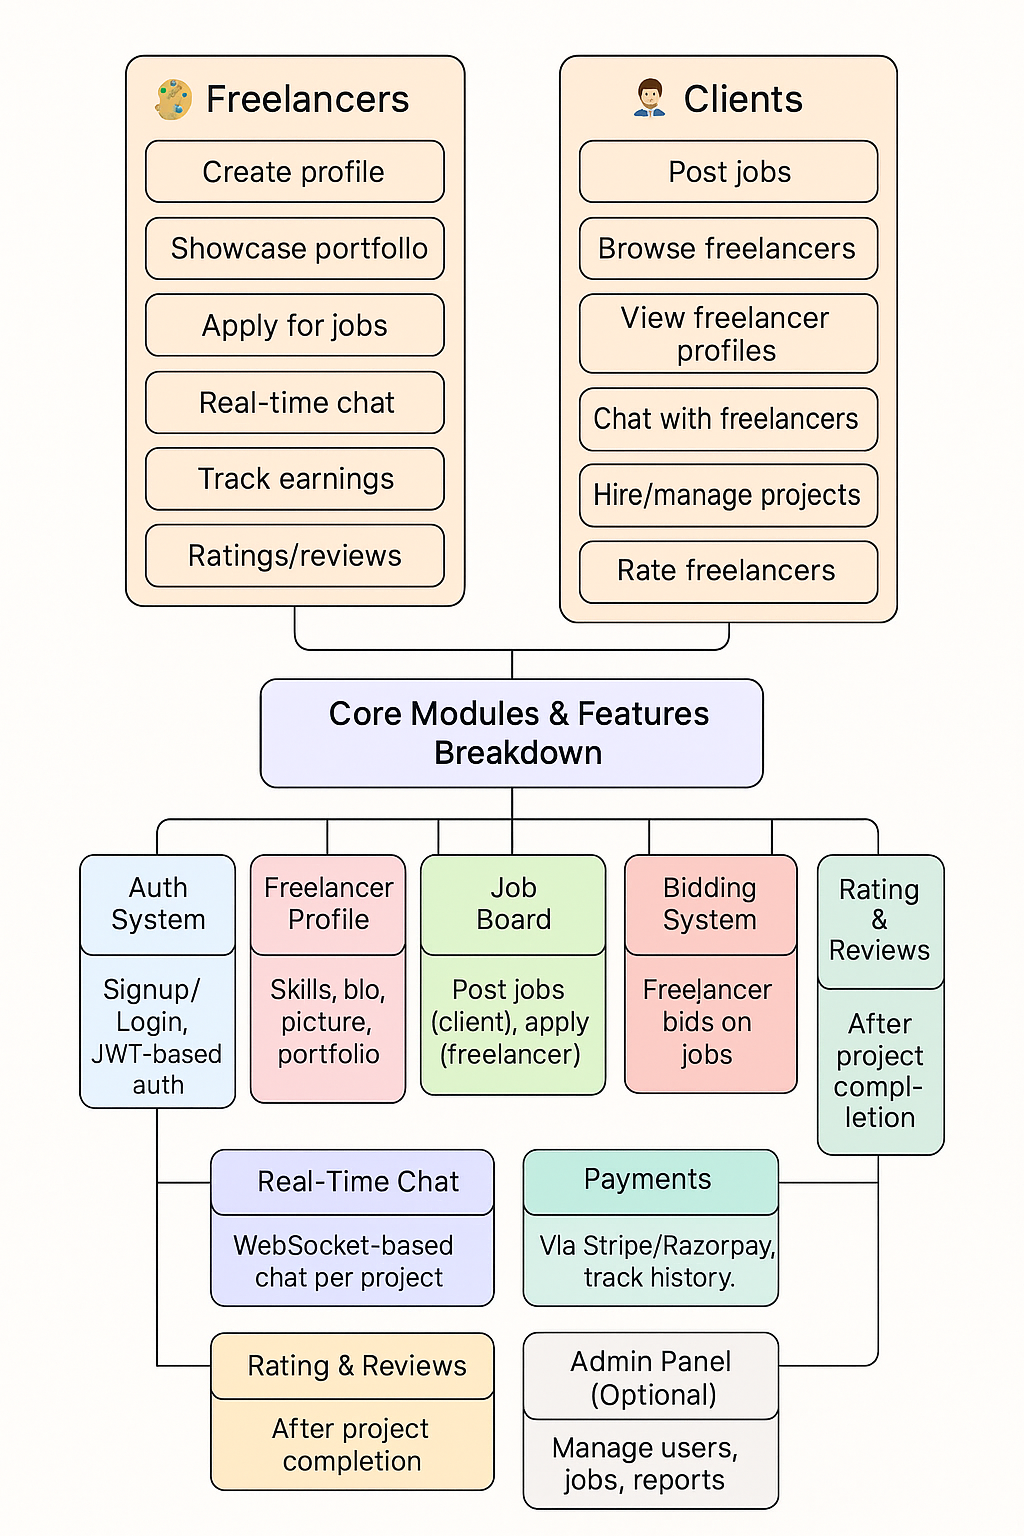 Freelancers
Create profile
Showcase portfollo
Apply for jobs
Real-time chat
Track earnings
Ratings/reviews
Clients
Post jobs
Browse freelancers
View freelancer
profiles
Chat with freelancers
Hire/manage projects
Rate freelancers
Core Modules & Features
Breakdown
Auth
System
Signup/
Login,
JWT-based
auth
Freelancer
Profile
Skills, blo,
picture,
portfolio
Job
Board
Post jobs
(client), apply
(freelancer)
Bidding
System
Freelancer
bids on
jobs
Rating
&
Reviews
After
project
compl-
letion
Real-Time Chat
WebSocket-based
chat per project
Payments
Vla Stripe/Razorpay,
track history.
Rating & Reviews
After project
completion
Admin Panel
(Optional)
Manage users,
jobs, reports